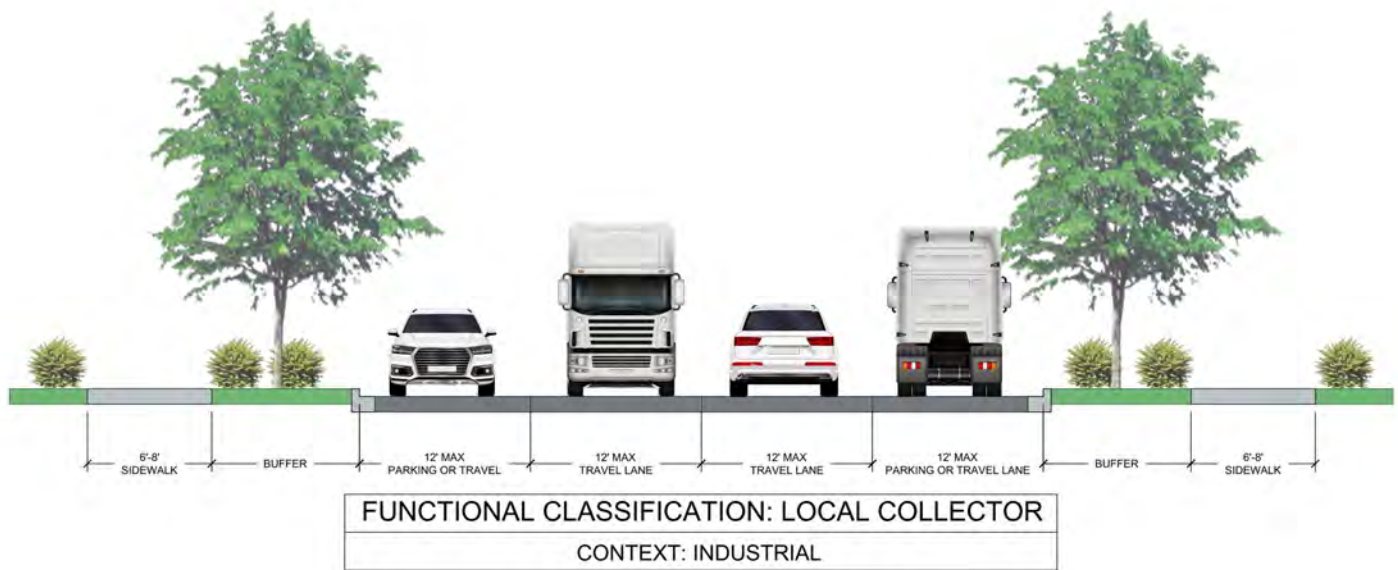 6'-8'
SIDEWALK
BUFFER
12' MAX
PARKING OR TRAVEL
12' MAX
TRAVEL LANE
12' MAX
TRAVEL LANE
12' MAX
PARKING OR TRAVEL LANE
BUFFER
6'-8'
SIDEWALK
FUNCTIONAL CLASSIFICATION: LOCAL COLLECTOR
CONTEXT: INDUSTRIAL